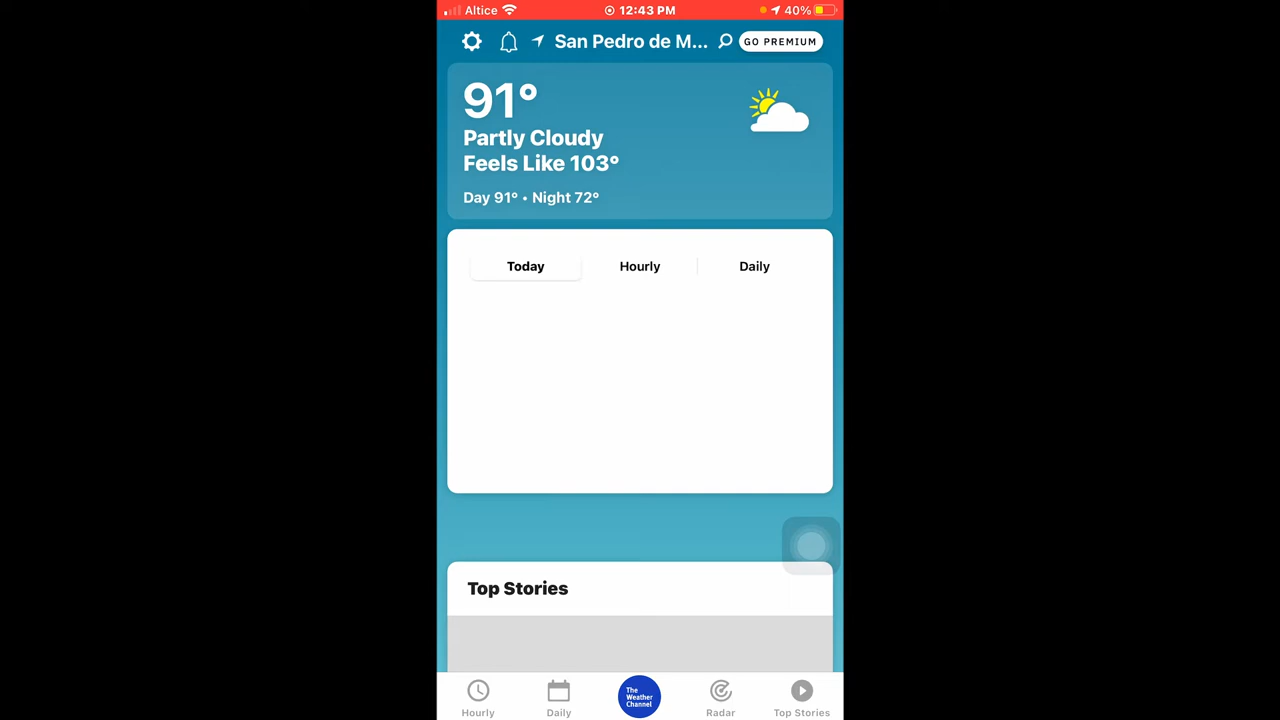 Altice 12:43 PM 40%
San Pedro de M... GO PREMIUM
91°
Partly Cloudy
Feels Like 103°
Day 91° • Night 72°
Today Hourly Daily
Top Stories
The
Weather
Channel
Hourly Daily Radar Top Stories